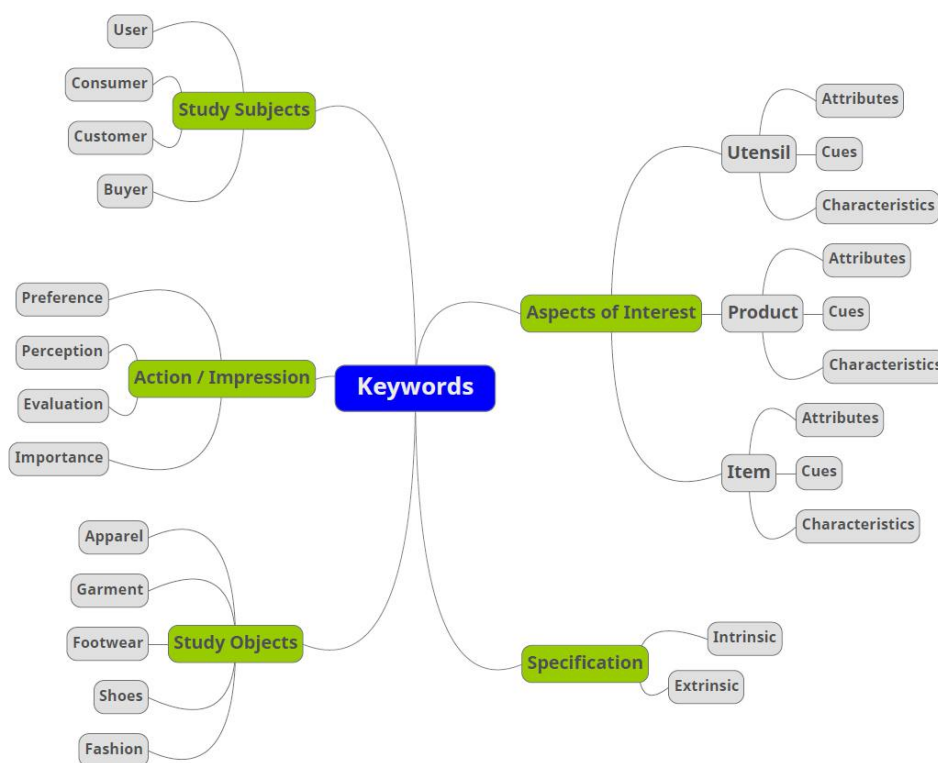 Keywords
Study Subjects
User
Consumer
Customer
Buyer
Action / Impression
Preference
Perception
Evaluation
Importance
Study Objects
Apparel
Garment
Footwear
Shoes
Fashion
Aspects of Interest
Utensil
Attributes
Cues
Characteristics
Product
Attributes
Cues
Characteristics
Item
Attributes
Cues
Characteristics
Specification
Intrinsic
Extrinsic